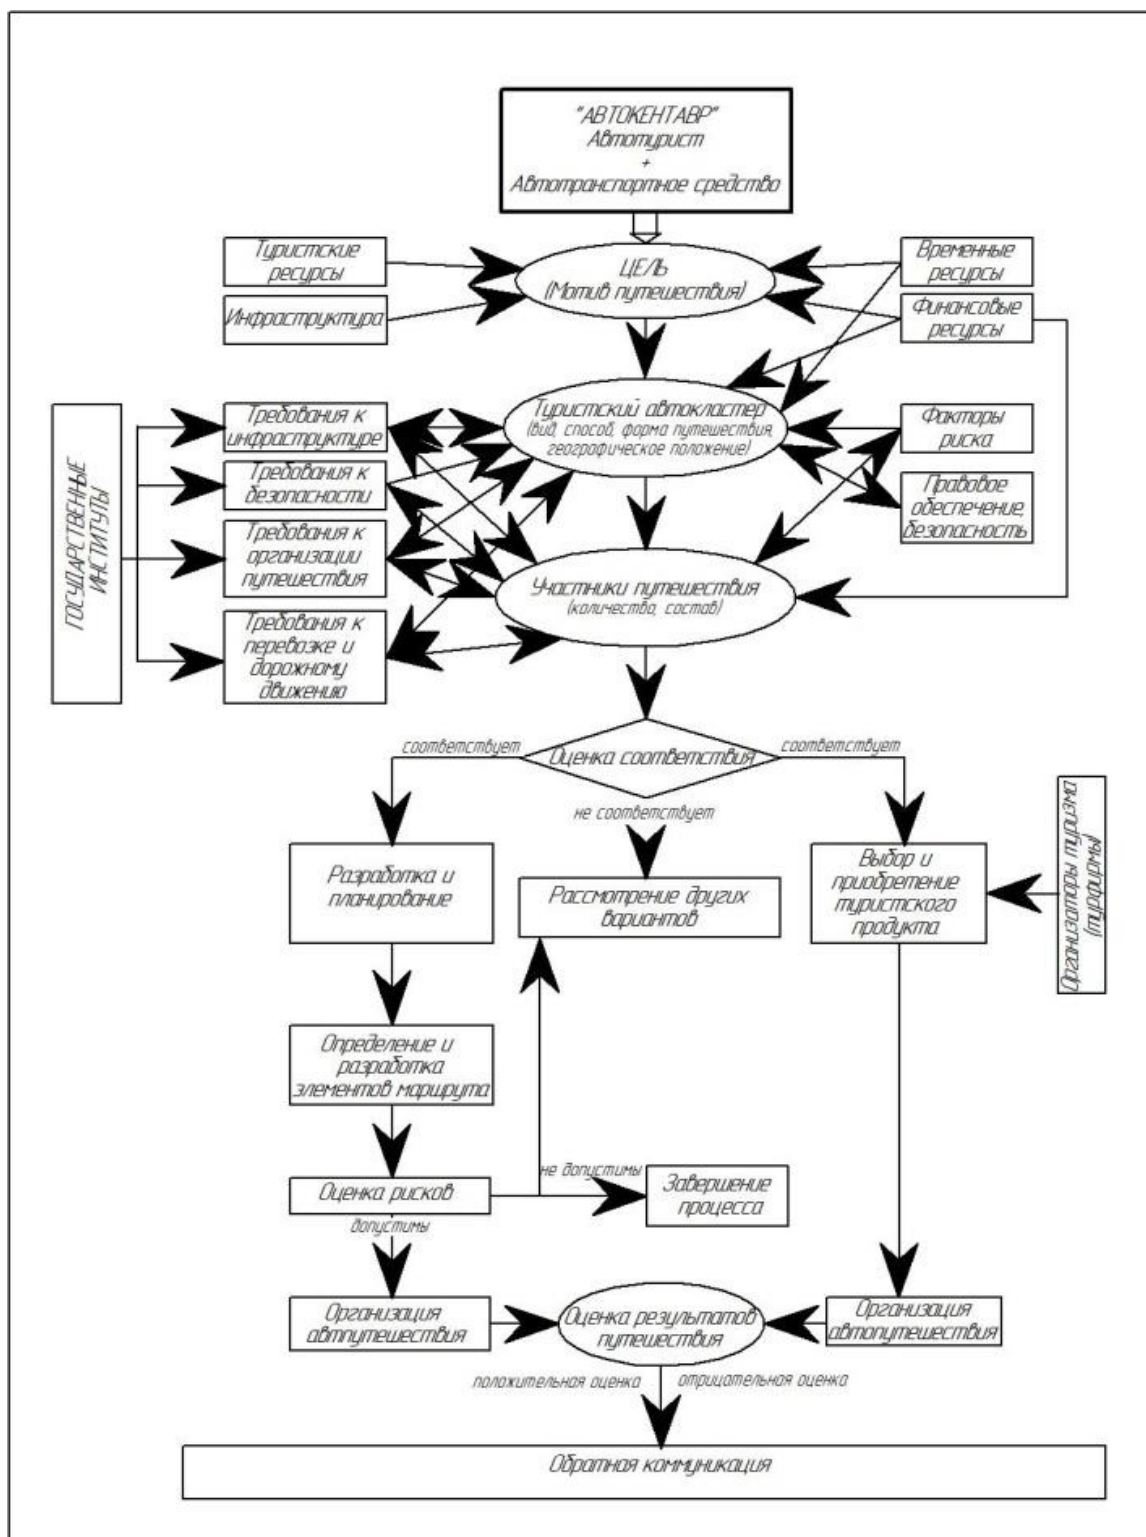 "АВТОКЕНТАВР"
Автотурист
+
Автотранспортное средство
Туристские
ресурсы
ЦЕЛЬ
(Мотив путешествия)
Временные
ресурсы
Инфраструктура
Финансовые
ресурсы
ГОСУДАРСТВЕННЫЕ
ИНСТИТУТЫ
Требования к
инфраструктуре
Туристский автокластер
(вид, способ, форма путешествия,
географическое положение)
Факторы
риска
Требования к
безопасности
Правовое
обеспечение,
безопасность
Требования к
организации
путешествия
Участники путешествия
(количество, состав)
Требования к
перевозке и
дорожному
движению
соответствует
Оценка соответствия
соответствует
не соответствует
Разработка и
планирование
Рассмотрение других
вариантов
Выбор и
приобретение
туристского
продукта
Организаторы туризма
(турфирмы)
Определение и
разработка
элементов маршрута
Оценка рисков
не допустимы
Завершение
процесса
допустимы
Организация
автпутешествия
Оценка результатов
путешествия
Организация
автопутешествия
положительная оценка
отрицательная оценка
Обратная коммуникация